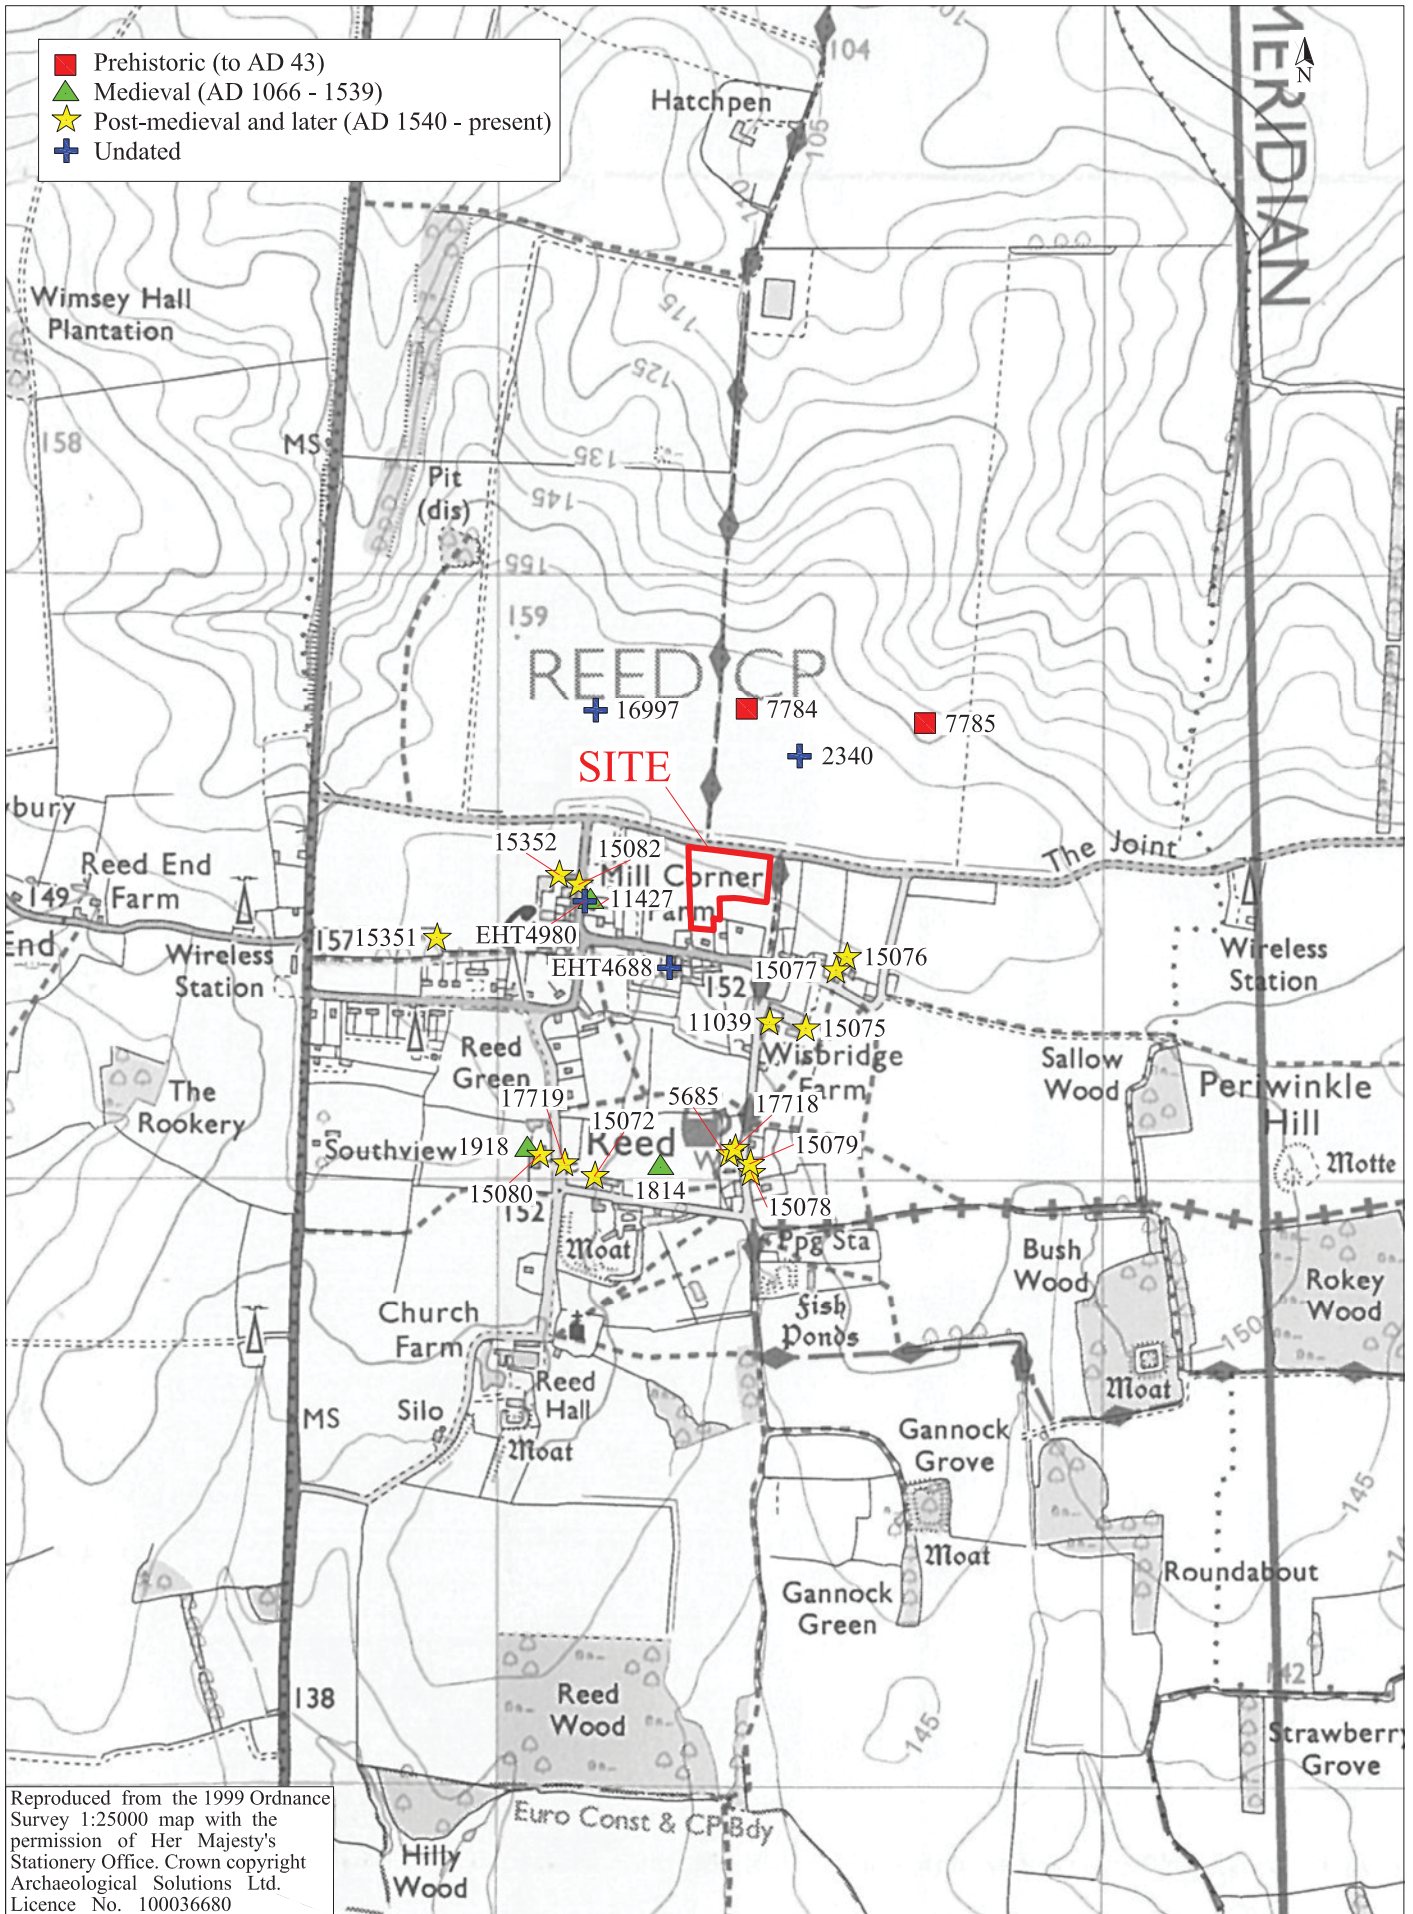 Prehistoric (to AD 43)
Medieval (AD 1066 - 1539)
Post-medieval and later (AD 1540 - present)
Undated
N
MERIDIAN
104
Hatchpen
105
Wimsey Hall
Plantation
115
125
158
MS
135
Pit
(dis)
145
155
159
REED CP
16997
7784
7785
2340
SITE
bury
The Joint
15352
15082
Reed End
Farm
Mill Corner
Farm
149
11427
EHT4980
End
157
15351
Wireless
Station
EHT4688
152
15077
15076
Wireless
Station
11039
15075
Reed
Green
Wisbridge
Farm
Sallow
Wood
The
Rookery
Periwinkle
Hill
17719
15072
5685
17718
Southview
1918
Reed
W
15079
Motte
15080
1814
15078
152
Moat
Ppg Sta
Bush
Wood
Rokey
Wood
Church
Farm
Fish
Ponds
150
Reed
Hall
Moat
MS
Silo
Moat
Gannock
Grove
145
Moat
Roundabout
Gannock
Green
138
Reed
Wood
142
145
Strawberry
Grove
Euro Const & CP Bdy
Hilly
Wood
Reproduced from the 1999 Ordnance
Survey 1:25000 map with the
permission of Her Majesty's
Stationery Office. Crown copyright
Archaeological Solutions Ltd.
Licence No. 100036680